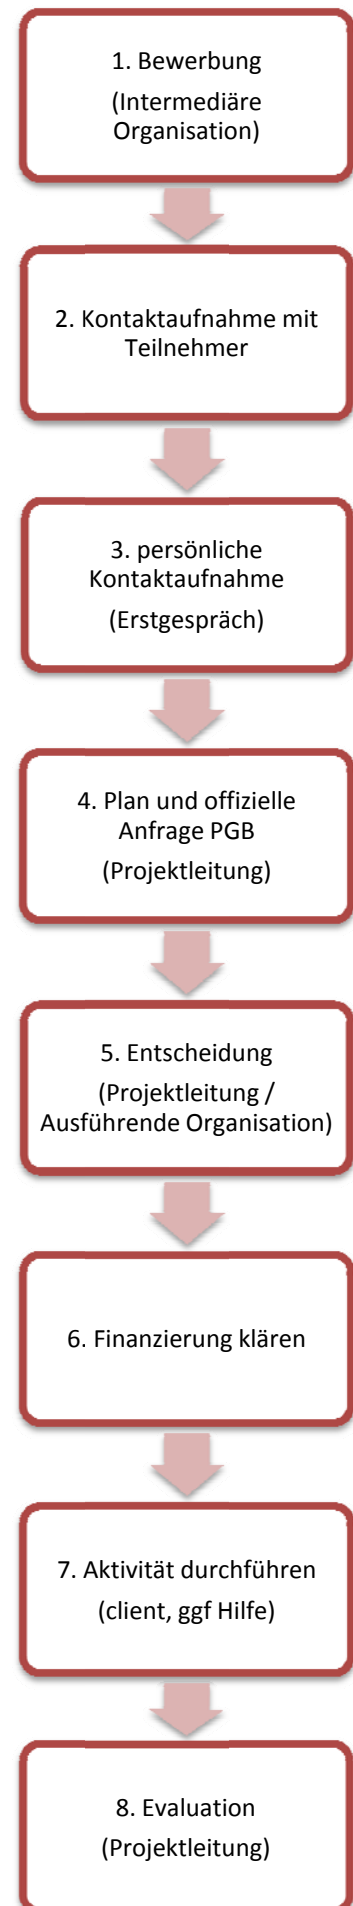 1. Bewerbung
(Intermediäre
Organisation)
2. Kontaktaufnahme mit
Teilnehmer
3. persönliche
Kontaktaufnahme
(Erstgespräch)
4. Plan und offizielle
Anfrage PGB
(Projektleitung)
5. Entscheidung
(Projektleitung /
Ausführende Organisation)
6. Finanzierung klären
7. Aktivität durchführen
(client, ggf Hilfe)
8. Evaluation
(Projektleitung)